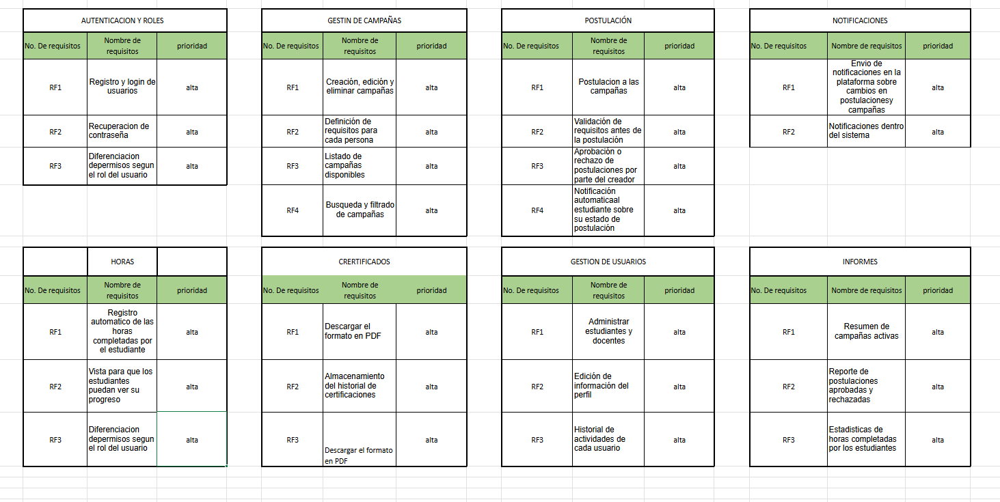 AUTENTICACION Y ROLES
No. De requisitos
Nombre de
requisitos
prioridad
RF1
Registro y login de
usuarios
alta
RF2
Recuperacion de
contraseña
alta
RF3
Diferenciacion
depermisos segun
el rol del usuario
alta
GESTIN DE CAMPAÑAS
No. De requisitos
Nombre de
requisitos
prioridad
RF1
Creación, edición y
eliminar campañas
alta
RF2
Definición de
requisitos para
cada persona
alta
RF3
Listado de
campañas
disponibles
alta
RF4
Busqueda y filtrado
de campañas
alta
POSTULACIÓN
No. De requisitos
Nombre de
requisitos
prioridad
RF1
Postulacion a las
campañas
alta
RF2
Validación de
requisitos antes de
la postulación
alta
RF3
Aprobación o
rechazo de
postulaciones por
parte del creador
alta
RF4
Notificación
automaticaal
estudiante sobre
su estado de
postulación
alta
NOTIFICACIONES
No. De requisitos
Nombre de requisitos
prioridad
RF1
Envio de
notificaciones en la
plataforma sobre
cambios en
postulacionesy
campañas
alta
RF2
Notificaciones dentro
del sistema
alta
HORAS
No. De requisitos
Nombre de
requisitos
prioridad
RF1
Registro
automatico de las
horas
completadas por
el estudiante
alta
RF2
Vista para que los
estudiantes
puedan ver su
progreso
alta
RF3
Diferenciacion
depermisos segun
el rol del usuario
alta
CRERTIFICADOS
No. De requisitos
Nombre de
requisitos
prioridad
RF1
Descargar el
formato en PDF
alta
RF2
Almacenamiento
del historial de
certificaciones
alta
RF3
Descargar el formato
en PDF
alta
GESTION DE USUARIOS
No. De requisitos
Nombre de
requisitos
prioridad
RF1
Administrar
estudiantes y
docentes
alta
RF2
Edición de
información del
perfil
alta
RF3
Historial de
actividades de
cada usuario
alta
INFORMES
No. De requisitos
Nombre de requisitos
prioridad
RF1
Resumen de
campañas activas
alta
RF2
Reporte de
postulaciones
aprobadas y
rechazadas
alta
RF3
Estadisticas de
horas completadas
por los estudiantes
alta